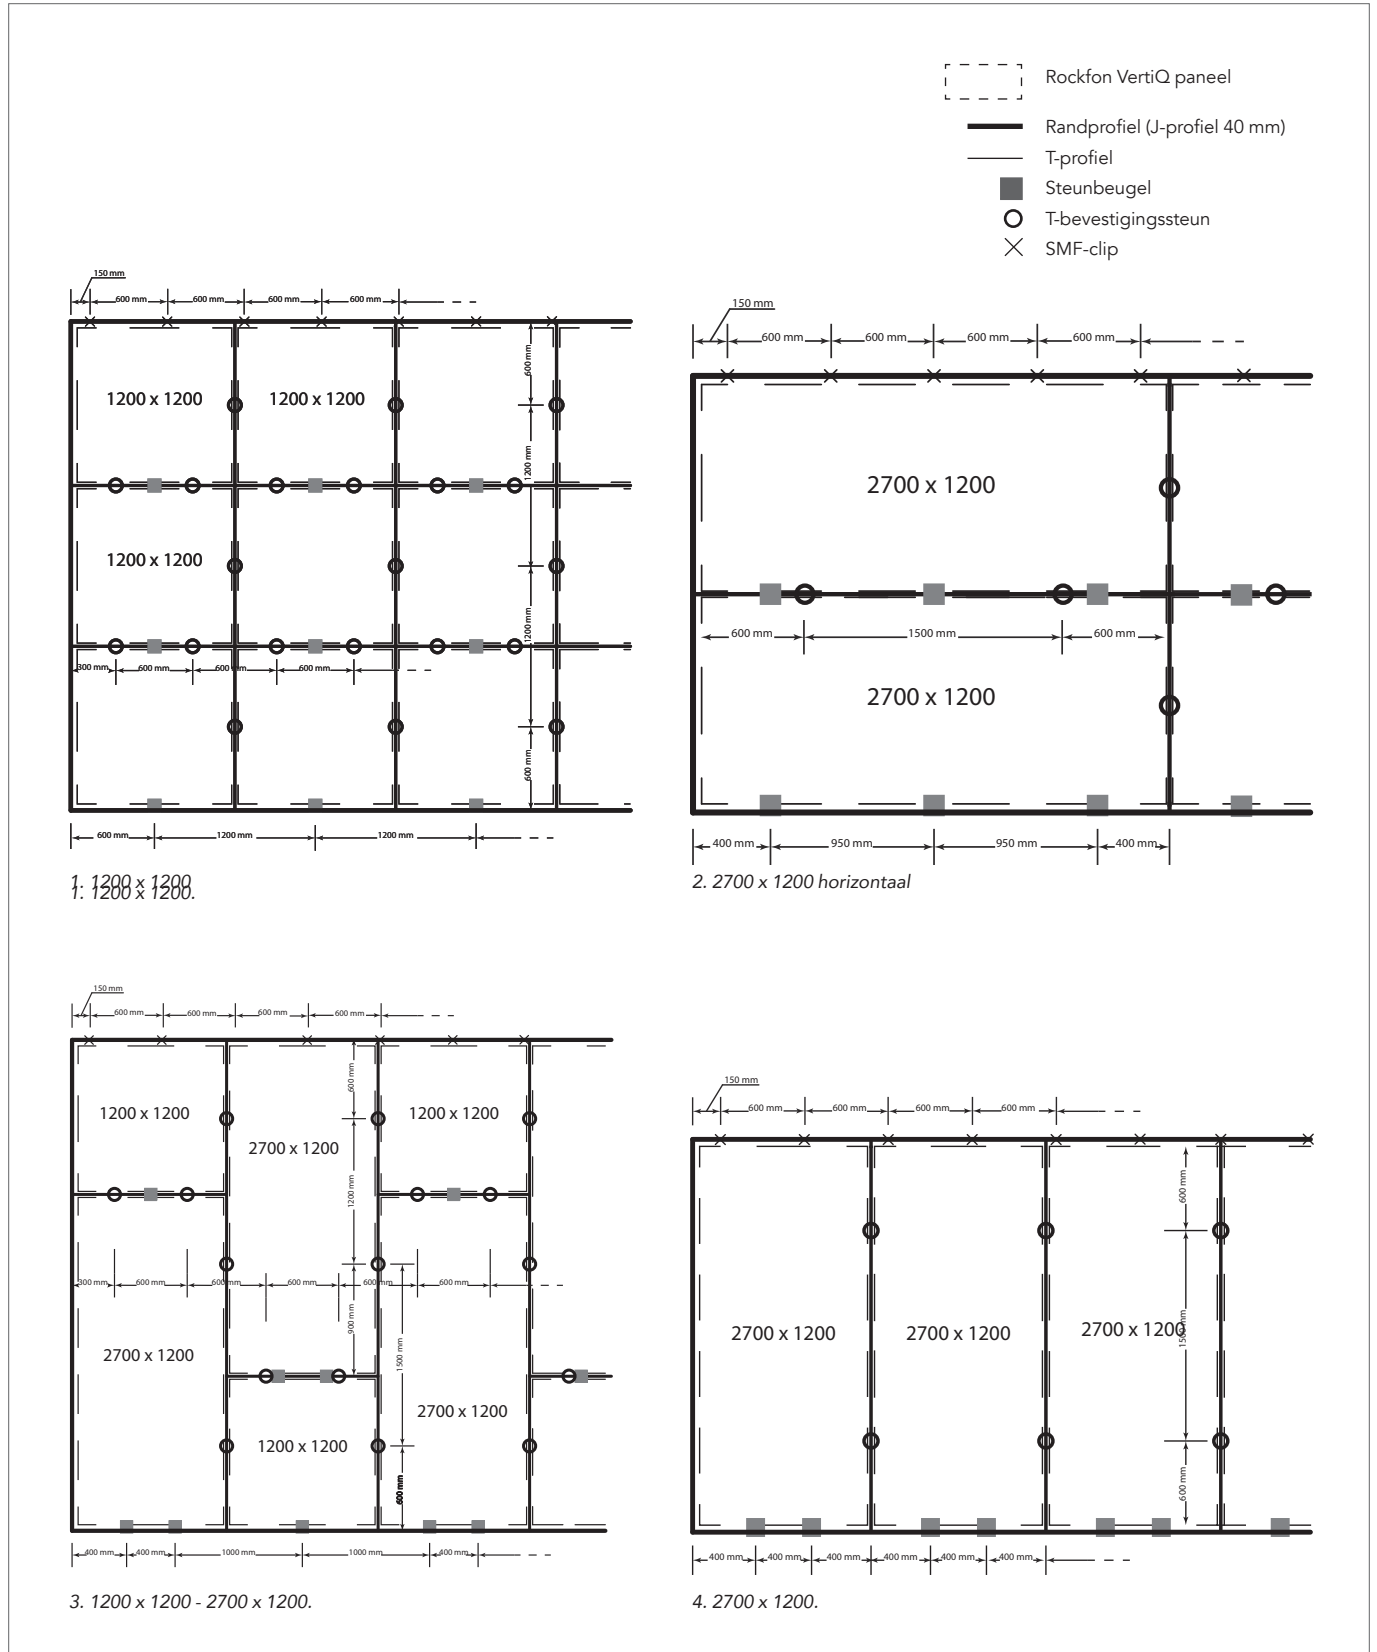 Rockfon VertiQ paneel
Randprofiel (J-profiel 40 mm)
T-profiel
Steunbeugel
T-bevestigingssteun
SMF-clip
150 mm
600 mm 600 mm 600 mm 600 mm
600 mm
1200 x 1200 1200 x 1200
1200 mm
1200 x 1200
1200 mm
300 mm 600 mm 600 mm 600 mm
600 mm
600 mm 1200 mm 1200 mm
1. 1200 x 1200
1. 1200 x 1200.
150 mm
600 mm 600 mm 600 mm 600 mm
2700 x 1200
600 mm 1500 mm 600 mm
2700 x 1200
400 mm 950 mm 950 mm 400 mm
2. 2700 x 1200 horizontaal
150 mm
600 mm 600 mm 600 mm 600 mm
600 mm
1200 x 1200 1200 x 1200
2700 x 1200
1200 mm
300 mm 600 mm 600 mm 600 mm 600 mm 600 mm
900 mm
1500 mm
2700 x 1200
2700 x 1200
1200 x 1200
600 mm
400 mm 400 mm 1000 mm 1000 mm 400 mm
3. 1200 x 1200 - 2700 x 1200.
150 mm
600 mm 600 mm 600 mm 600 mm
600 mm
2700 x 1200 2700 x 1200 2700 x 1200
1500 mm
600 mm
400 mm 400 mm 400 mm 400 mm 400 mm 400 mm
4. 2700 x 1200.